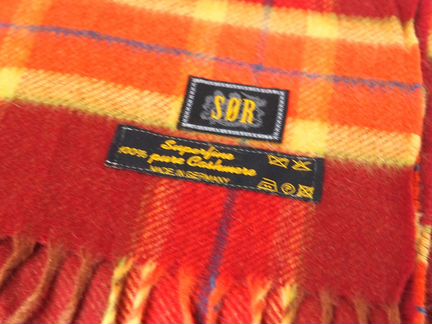 SØR
Superfine
100% pure Cashmere
MADE IN GERMANY